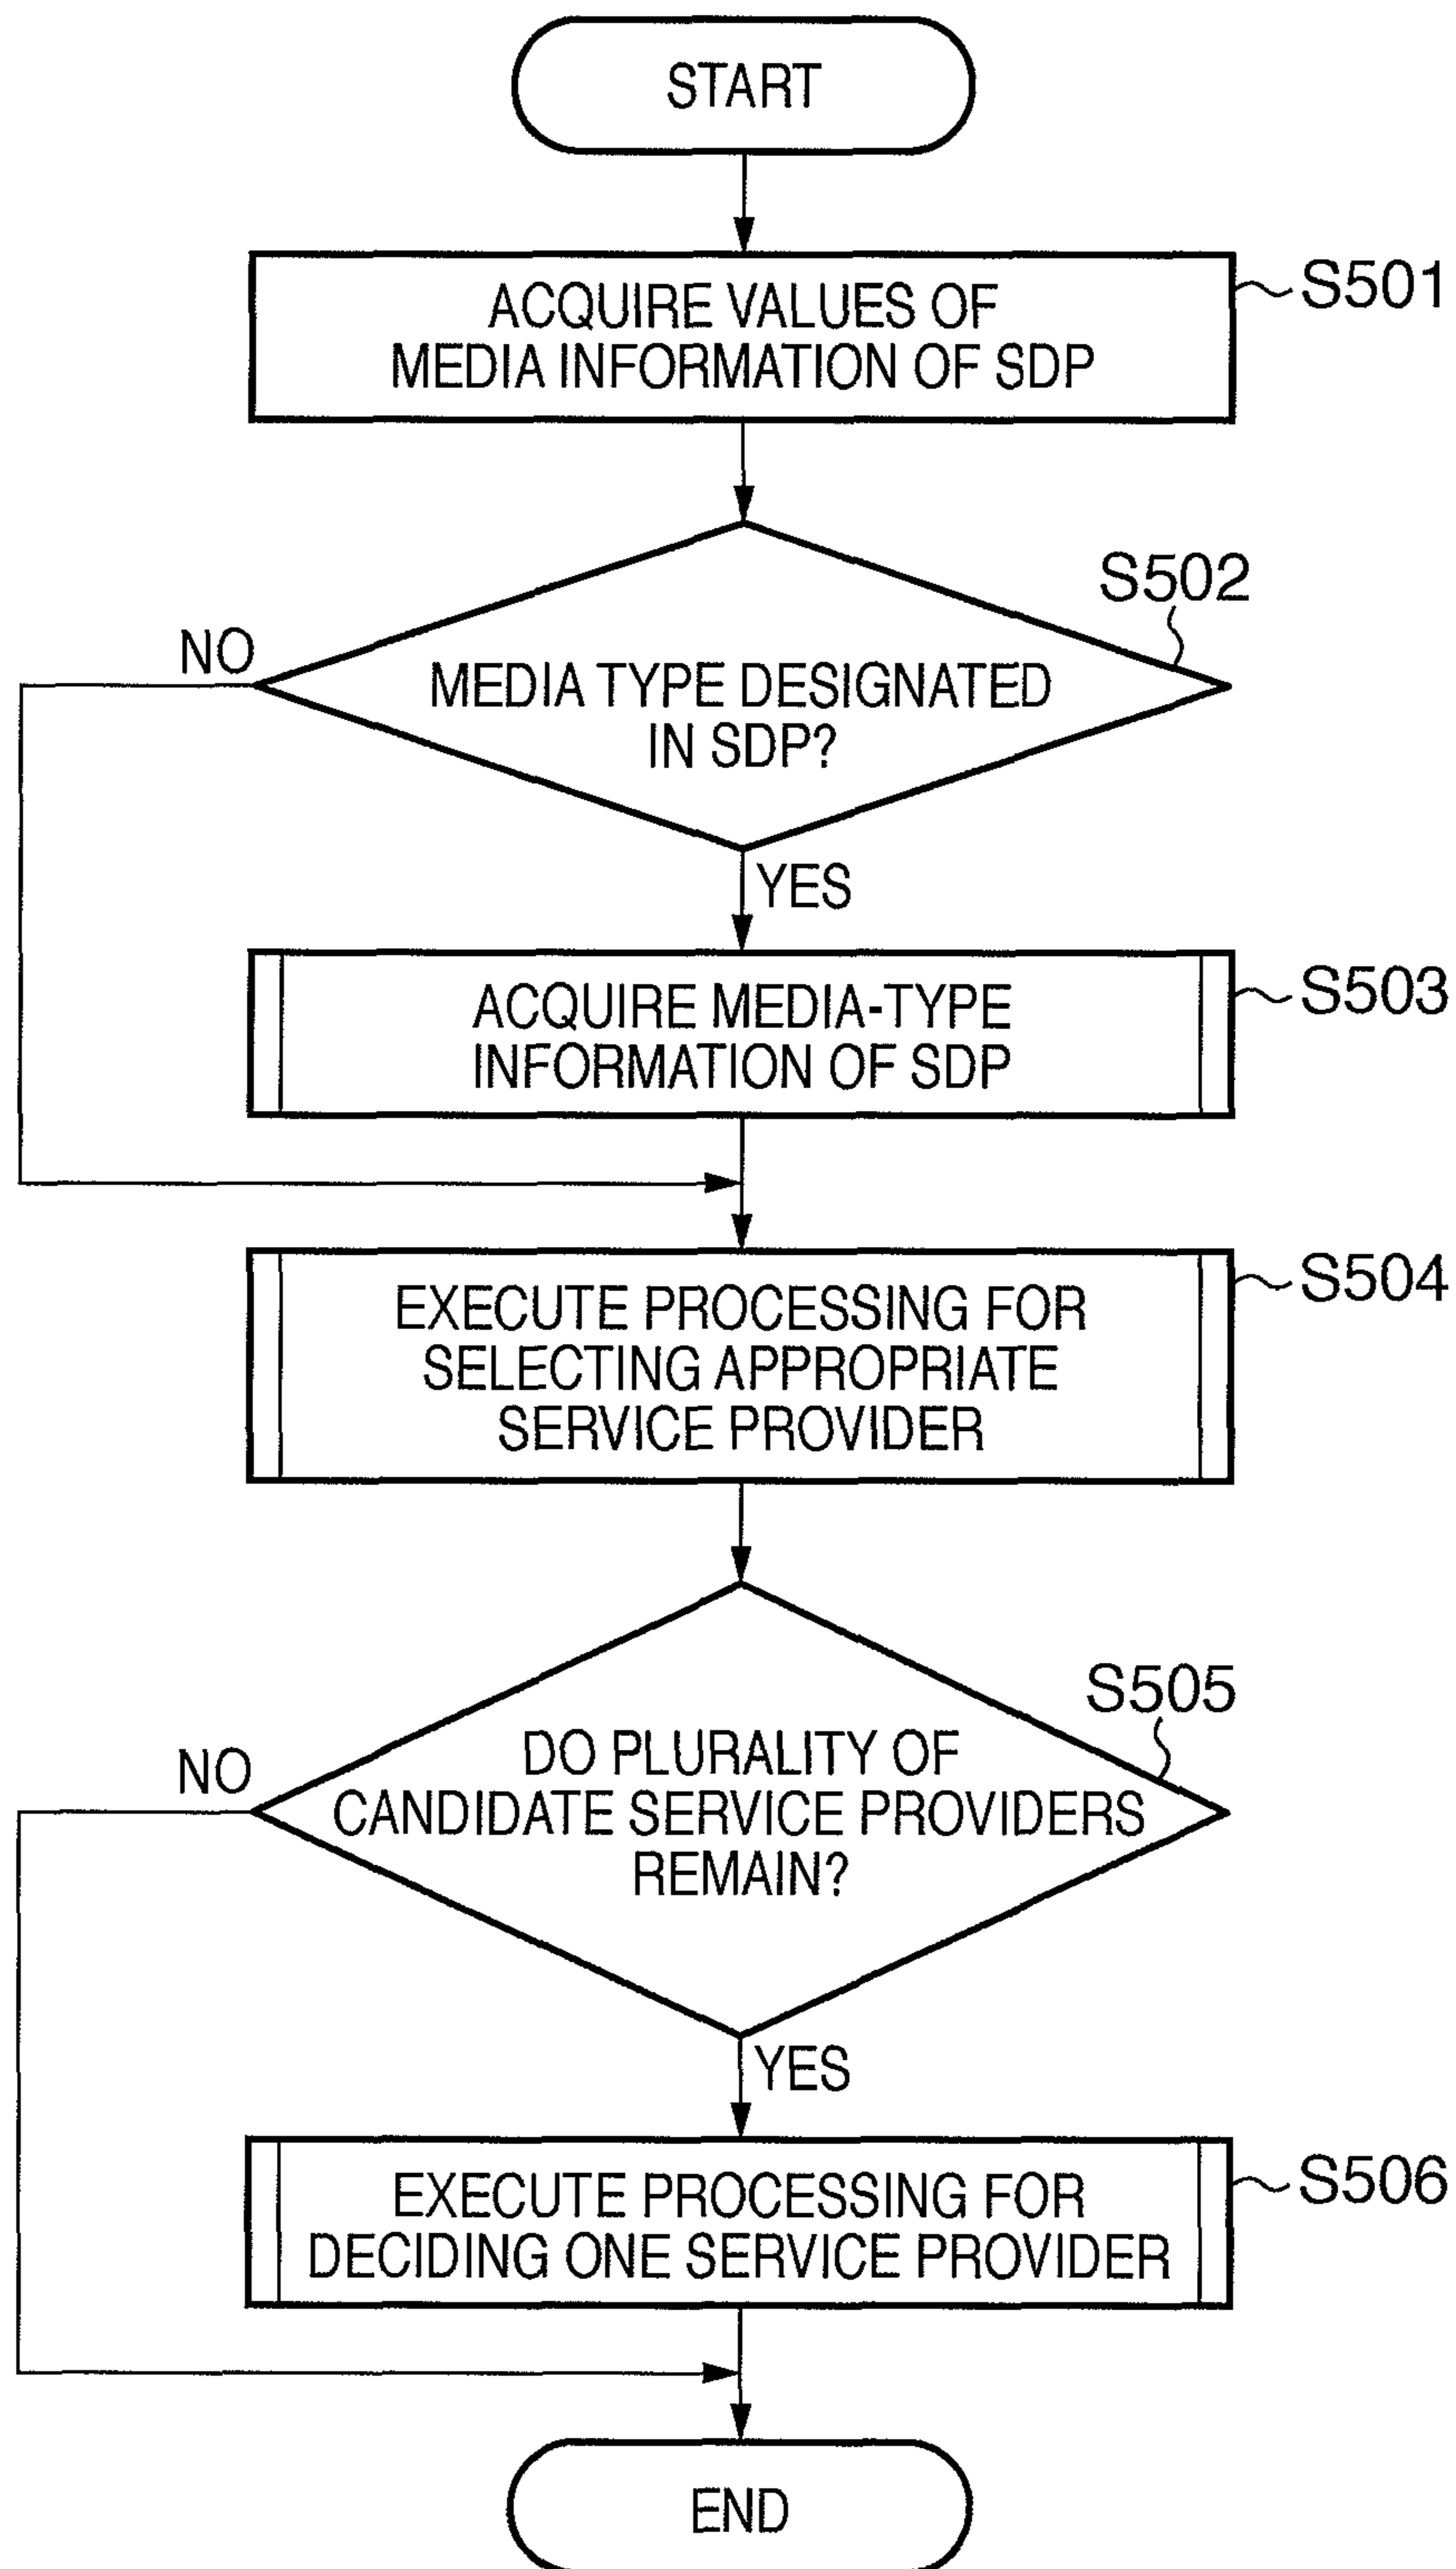 START
ACQUIRE VALUES OF
MEDIA INFORMATION OF SDP
S501
S502
NO
MEDIA TYPE DESIGNATED
IN SDP?
YES
ACQUIRE MEDIA-TYPE
INFORMATION OF SDP
S503
EXECUTE PROCESSING FOR
SELECTING APPROPRIATE
SERVICE PROVIDER
S504
S505
NO
DO PLURALITY OF
CANDIDATE SERVICE PROVIDERS
REMAIN?
YES
EXECUTE PROCESSING FOR
DECIDING ONE SERVICE PROVIDER
S506
END